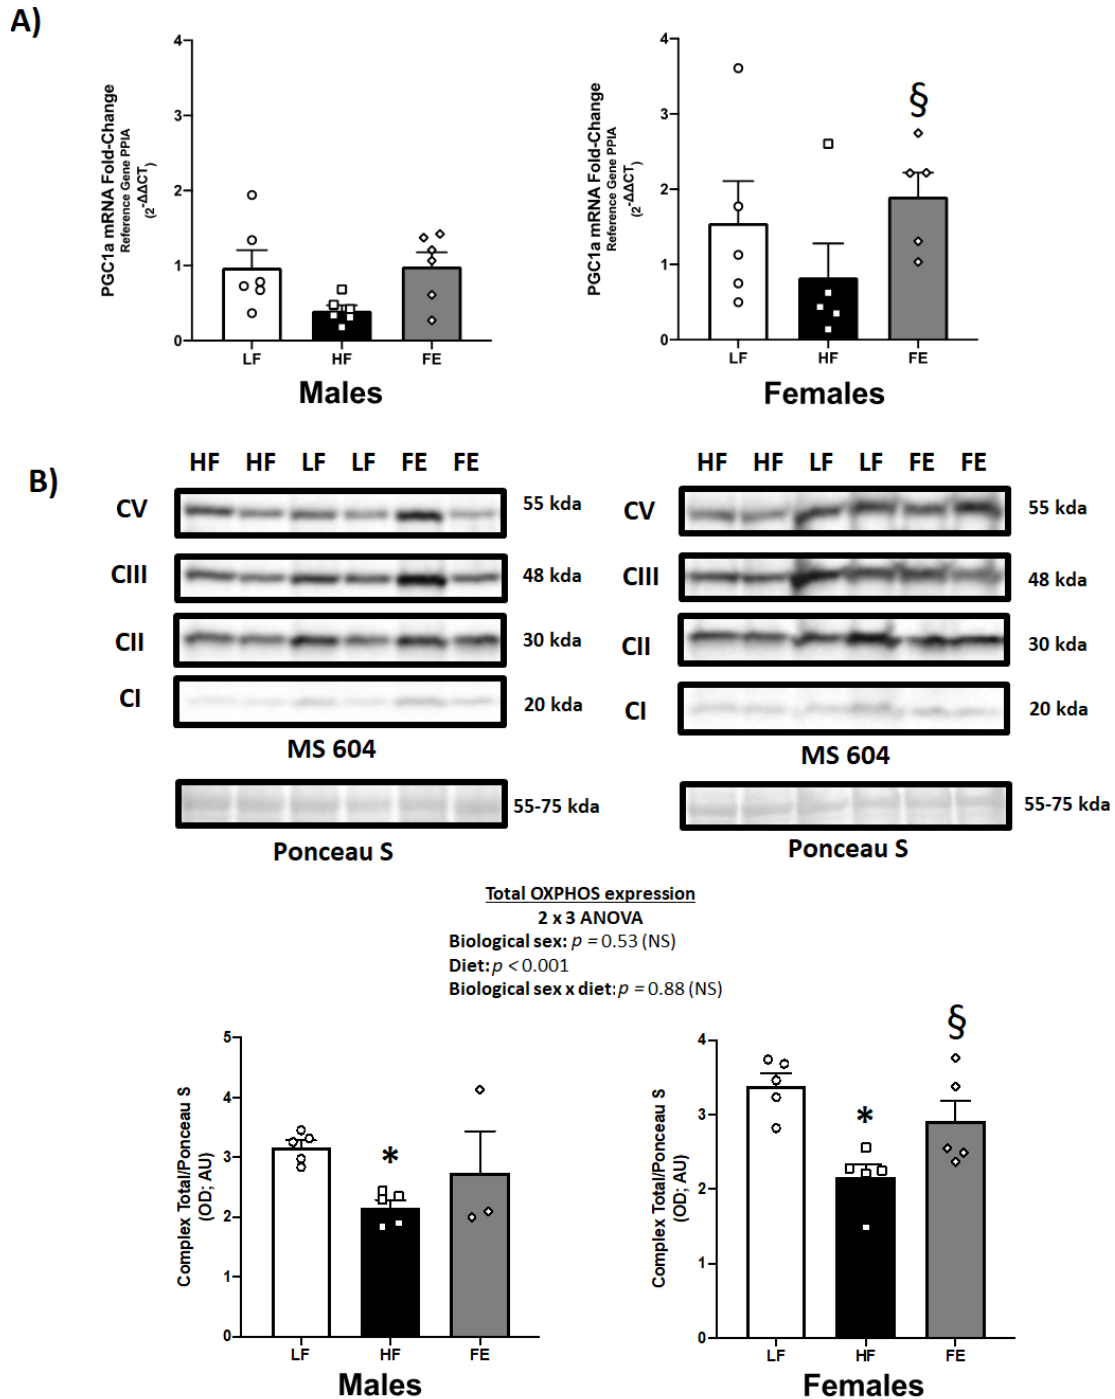 A)
PGC1a mRNA Fold-Change
Reference Gene PPIA
(2-ΔΔCT)
4
3
2
1
0
LF HF FE
Males
PGC1a mRNA Fold-Change
Reference Gene PPIA
(2-ΔΔCT)
4
3
2
1
0
§
LF HF FE
Females
B)
HF HF LF LF FE FE
CV 55 kda
CIII 48 kda
CII 30 kda
CI 20 kda
MS 604
55-75 kda
Ponceau S
HF HF LF LF FE FE
CV 55 kda
CIII 48 kda
CII 30 kda
CI 20 kda
MS 604
55-75 kda
Ponceau S
Total OXPHOS expression
2 x 3 ANOVA
Biological sex: p = 0.53 (NS)
Diet: p < 0.001
Biological sex x diet: p = 0.88 (NS)
Complex Total/Ponceau S
(OD; AU)
5
4
3
2
1
0
*
LF HF FE
Males
Complex Total/Ponceau S
(OD; AU)
4
3
2
1
0
*
§
LF HF FE
Females